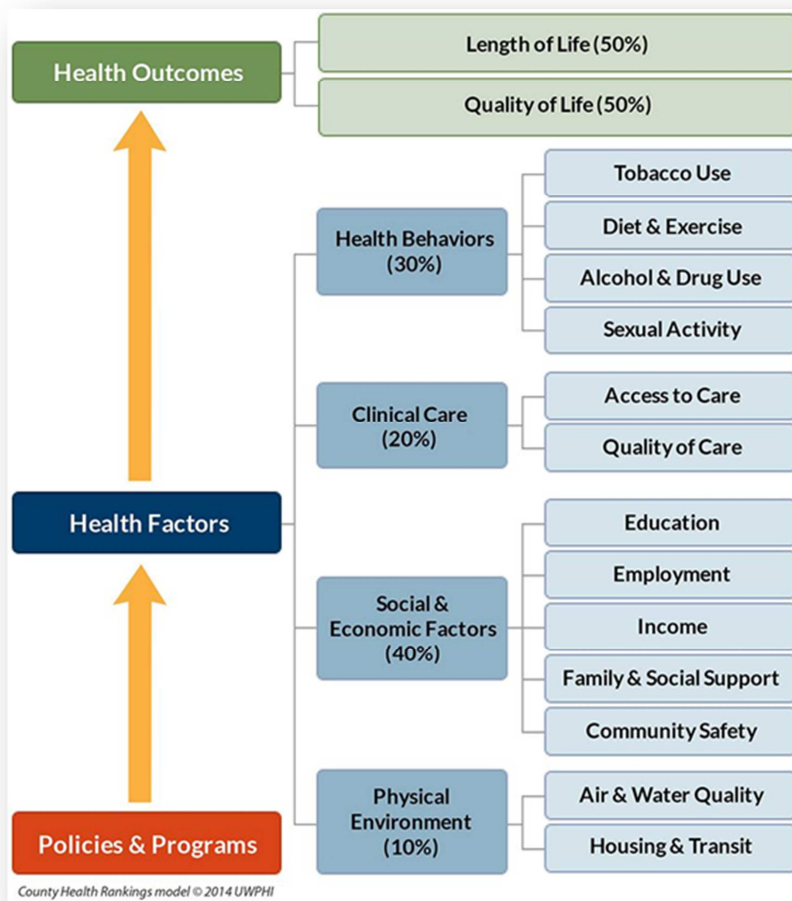 Health Outcomes
Length of Life (50%)
Quality of Life (50%)
Health Factors
Health Behaviors
(30%)
Tobacco Use
Diet & Exercise
Alcohol & Drug Use
Sexual Activity
Clinical Care
(20%)
Access to Care
Quality of Care
Social &
Economic Factors
(40%)
Education
Employment
Income
Family & Social Support
Community Safety
Physical
Environment
(10%)
Air & Water Quality
Housing & Transit
Policies & Programs
County Health Rankings model © 2014 UWPHI